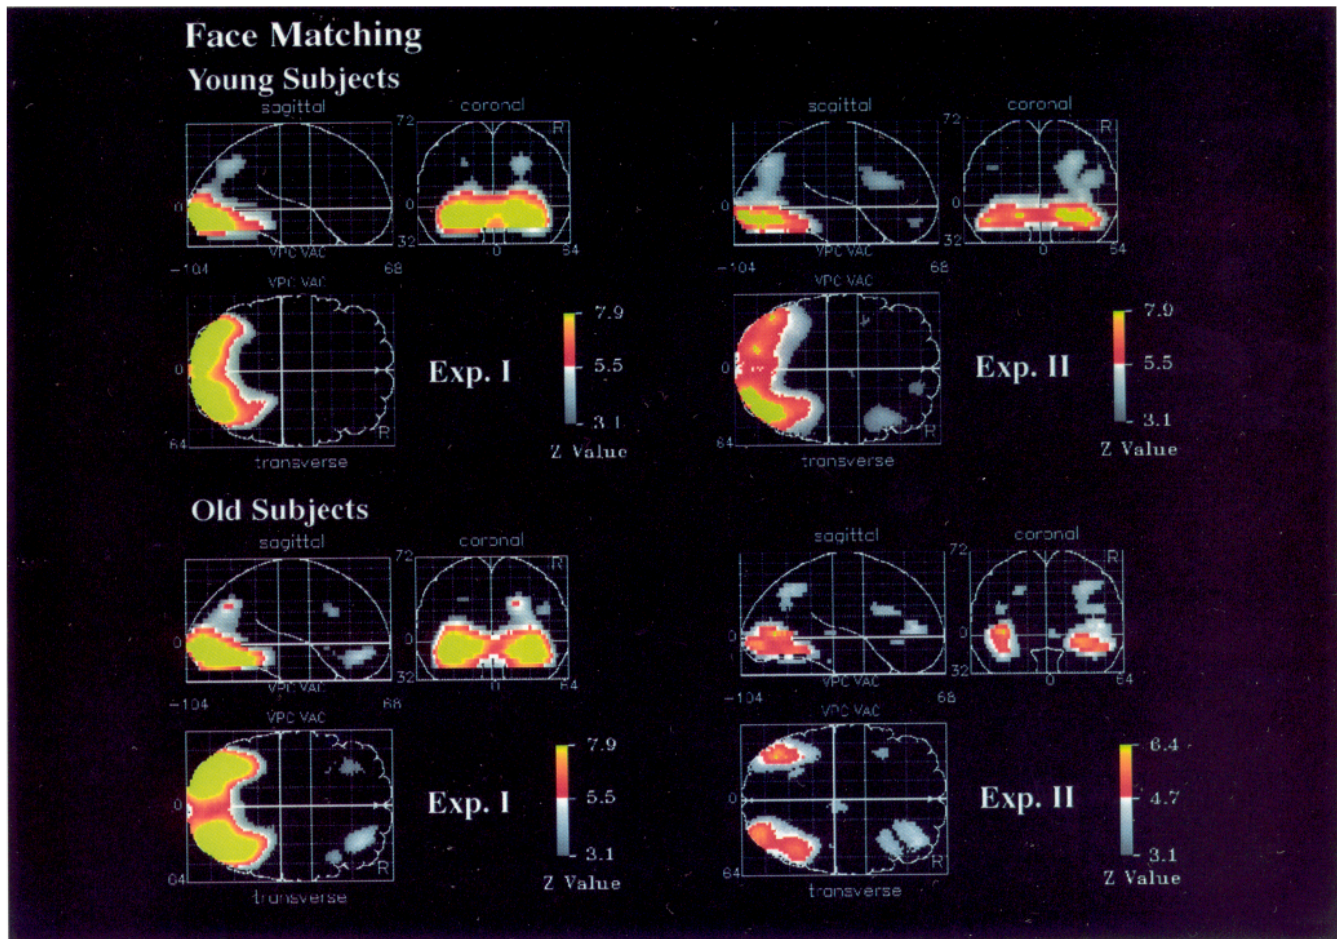 Face Matching
Young Subjects
sagittal
coronal
72
R
0
32
VPC VAC
0
64
-104
68
VPC VAC
0
64
R
transverse
Exp. I
7.9
5.5
3.1
Z Value
sagittal
coronal
72
R
0
0
32
VPC VAC
0
64
-104
68
VPC VAC
0
64
R
transverse
Exp. II
7.9
5.5
3.1
Z Value
Old Subjects
sagittal
coronal
72
R
0
0
32
VPC VAC
0
64
-104
68
VPC VAC
0
64
R
transverse
Exp. I
7.9
5.5
3.1
Z Value
sagittal
coronal
72
R
0
0
32
VPC VAC
0
64
-104
68
VPC VAC
0
64
R
transverse
Exp. II
6.4
4.7
3.1
Z Value